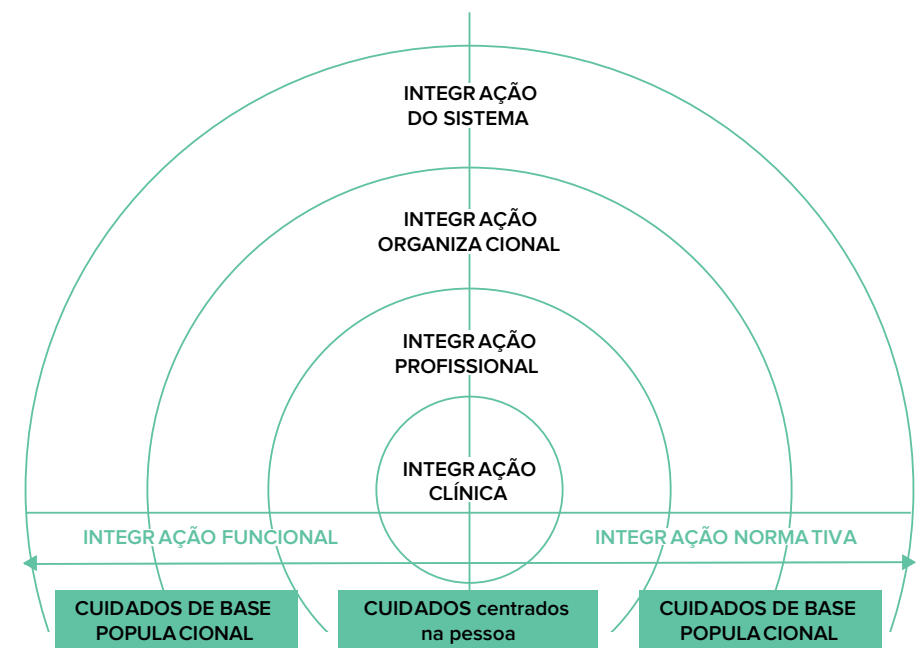 INTEGRAÇÃO
DO SISTEMA
INTEGRAÇÃO
ORGANIZACIONAL
INTEGRAÇÃO
PROFISSIONAL
INTEGRAÇÃO
CLÍNICA
INTEGRAÇÃO FUNCIONAL
INTEGRAÇÃO NORMATIVA
CUIDADOS DE BASE
POPULACIONAL
CUIDADOS centrados
na pessoa
CUIDADOS DE BASE
POPULACIONAL